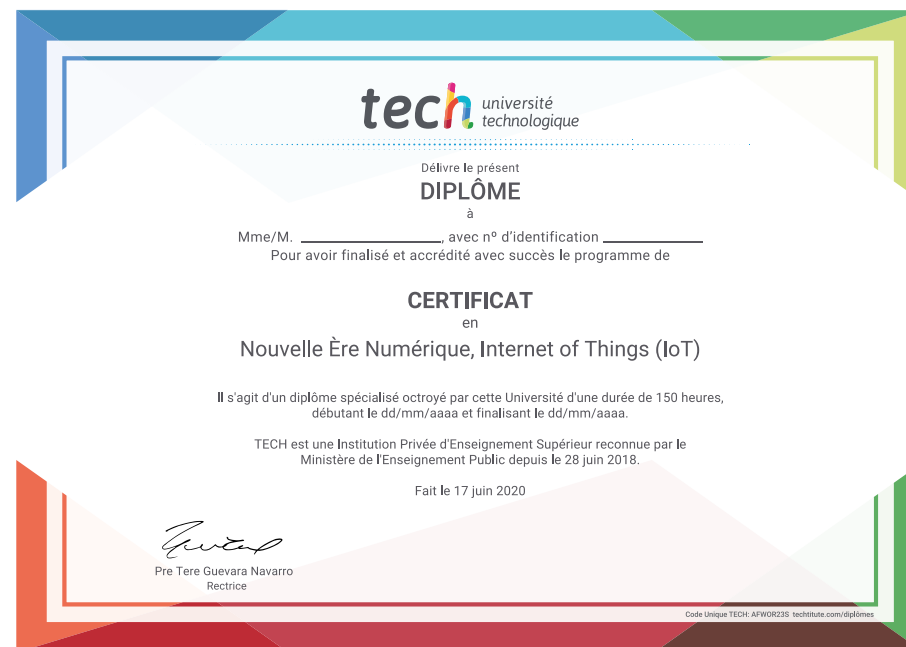 tech université
technologique
Délivre le présent
DIPLÔME
à
Mme/M. ____________________, avec nº d'identification ______________
Pour avoir finalisé et accrédité avec succès le programme de
CERTIFICAT
en
Nouvelle Ère Numérique, Internet of Things (IoT)
Il s'agit d'un diplôme spécialisé octroyé par cette Université d'une durée de 150 heures,
débutant le dd/mm/aaaa et finalisant le dd/mm/aaaa.
TECH est une Institution Privée d'Enseignement Supérieur reconnue par le
Ministère de l'Enseignement Public depuis le 28 juin 2018.
Fait le 17 juin 2020
Pre Tere Guevara Navarro
Rectrice
Code Unique TECH: AFWOR23S techtitute.com/diplômes